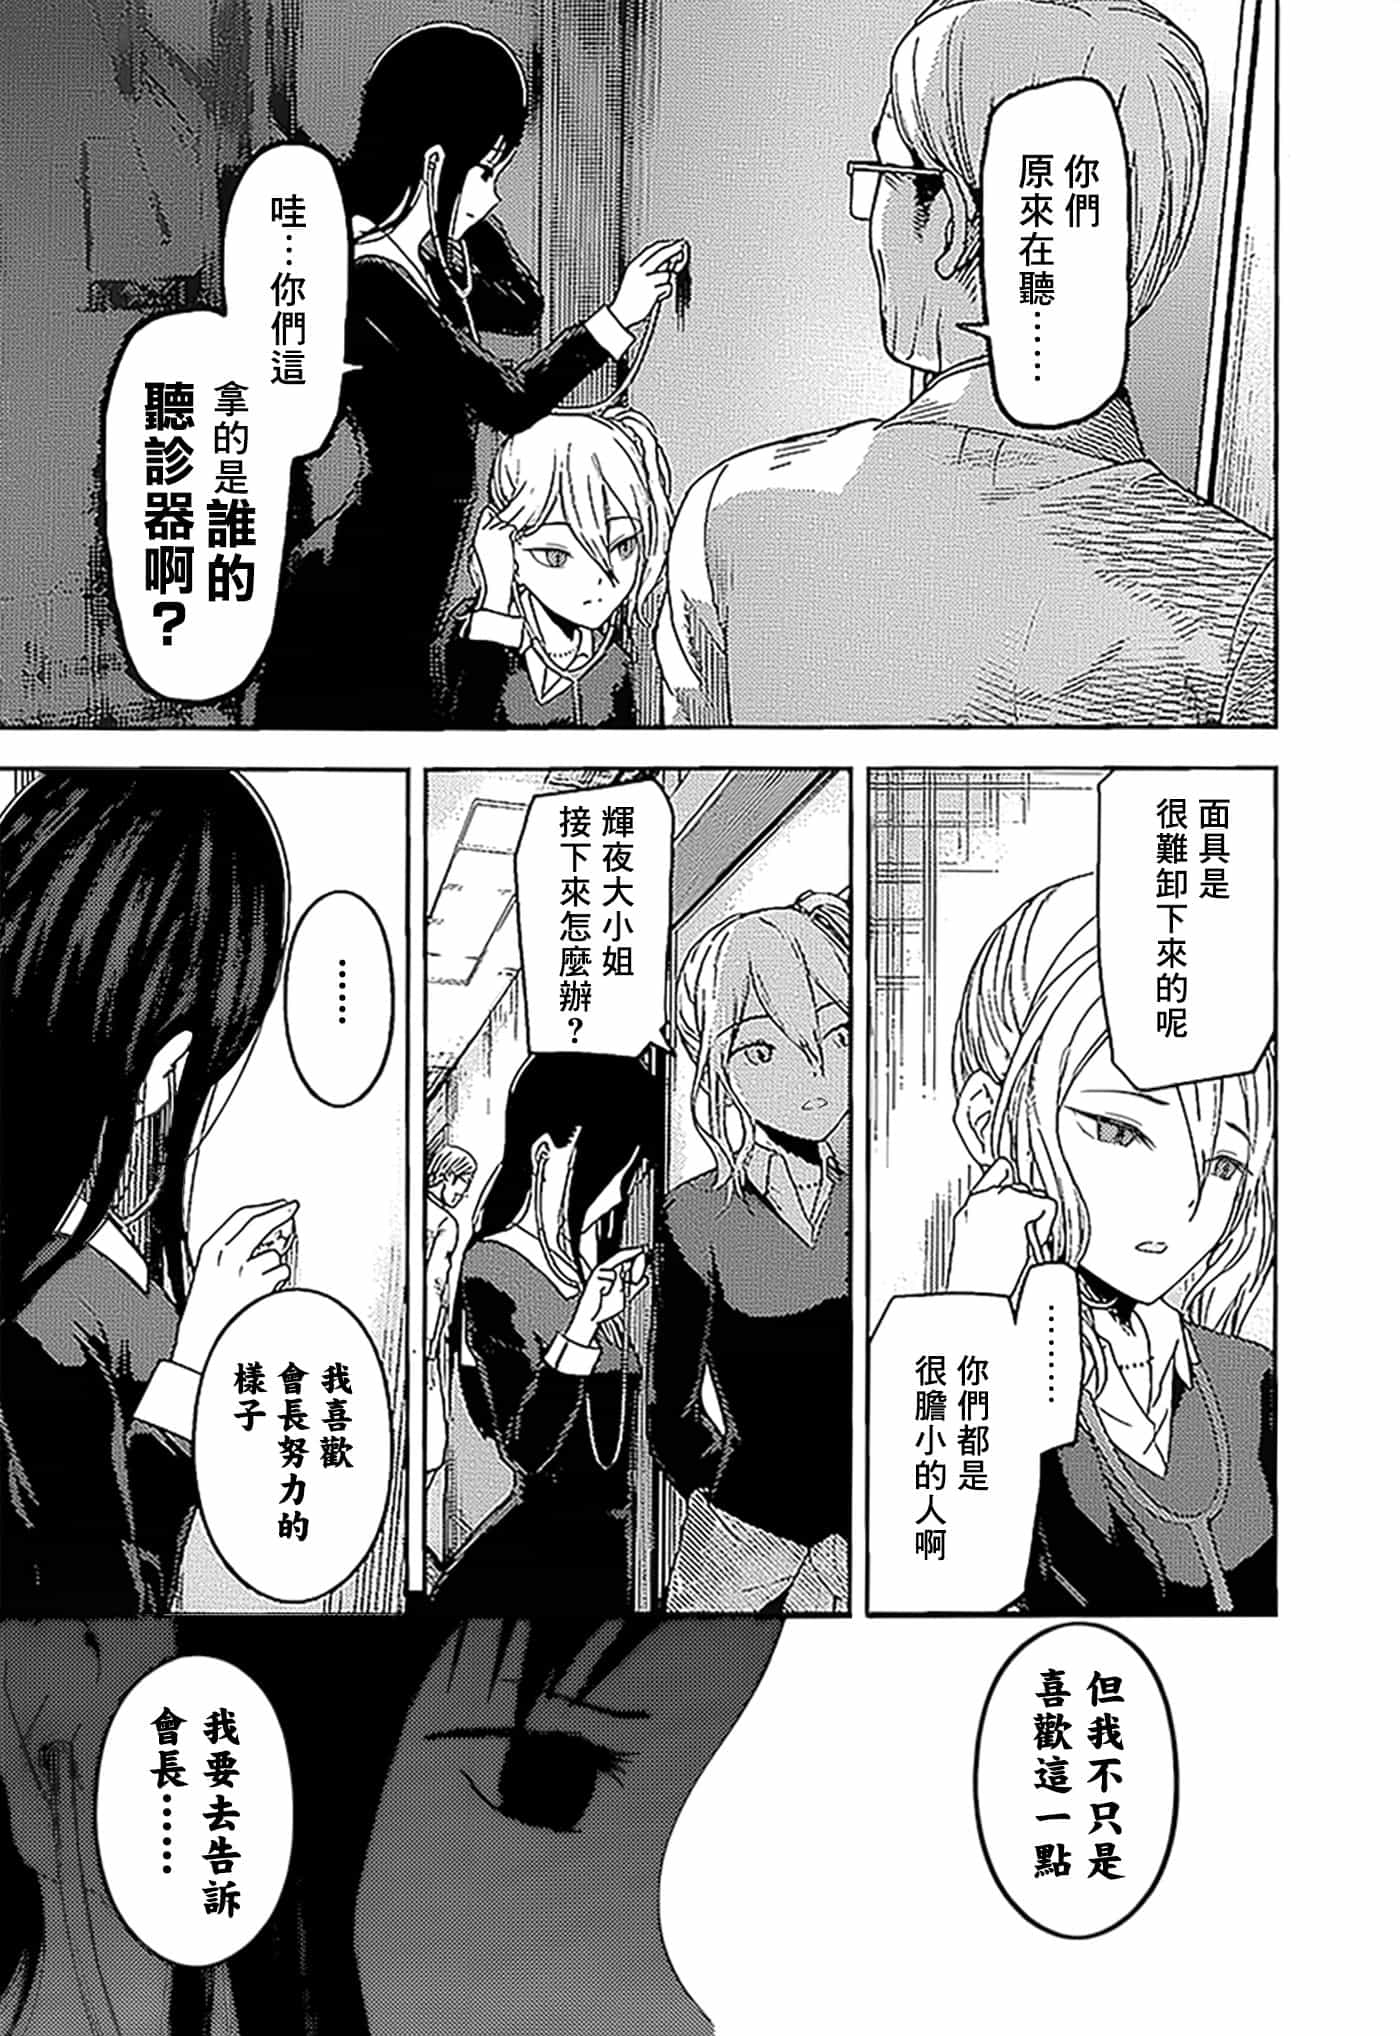 你們
原來在聽……
哇…你們這
拿的是誰的
聽診器啊？
面具是
很難卸下來的呢
………
你們都是
很膽小的人啊
輝夜大小姐
接下來怎麼辦？
……
我喜歡
會長努力的
樣子
但我不只是
喜歡這一點
我要去告訴
會長……